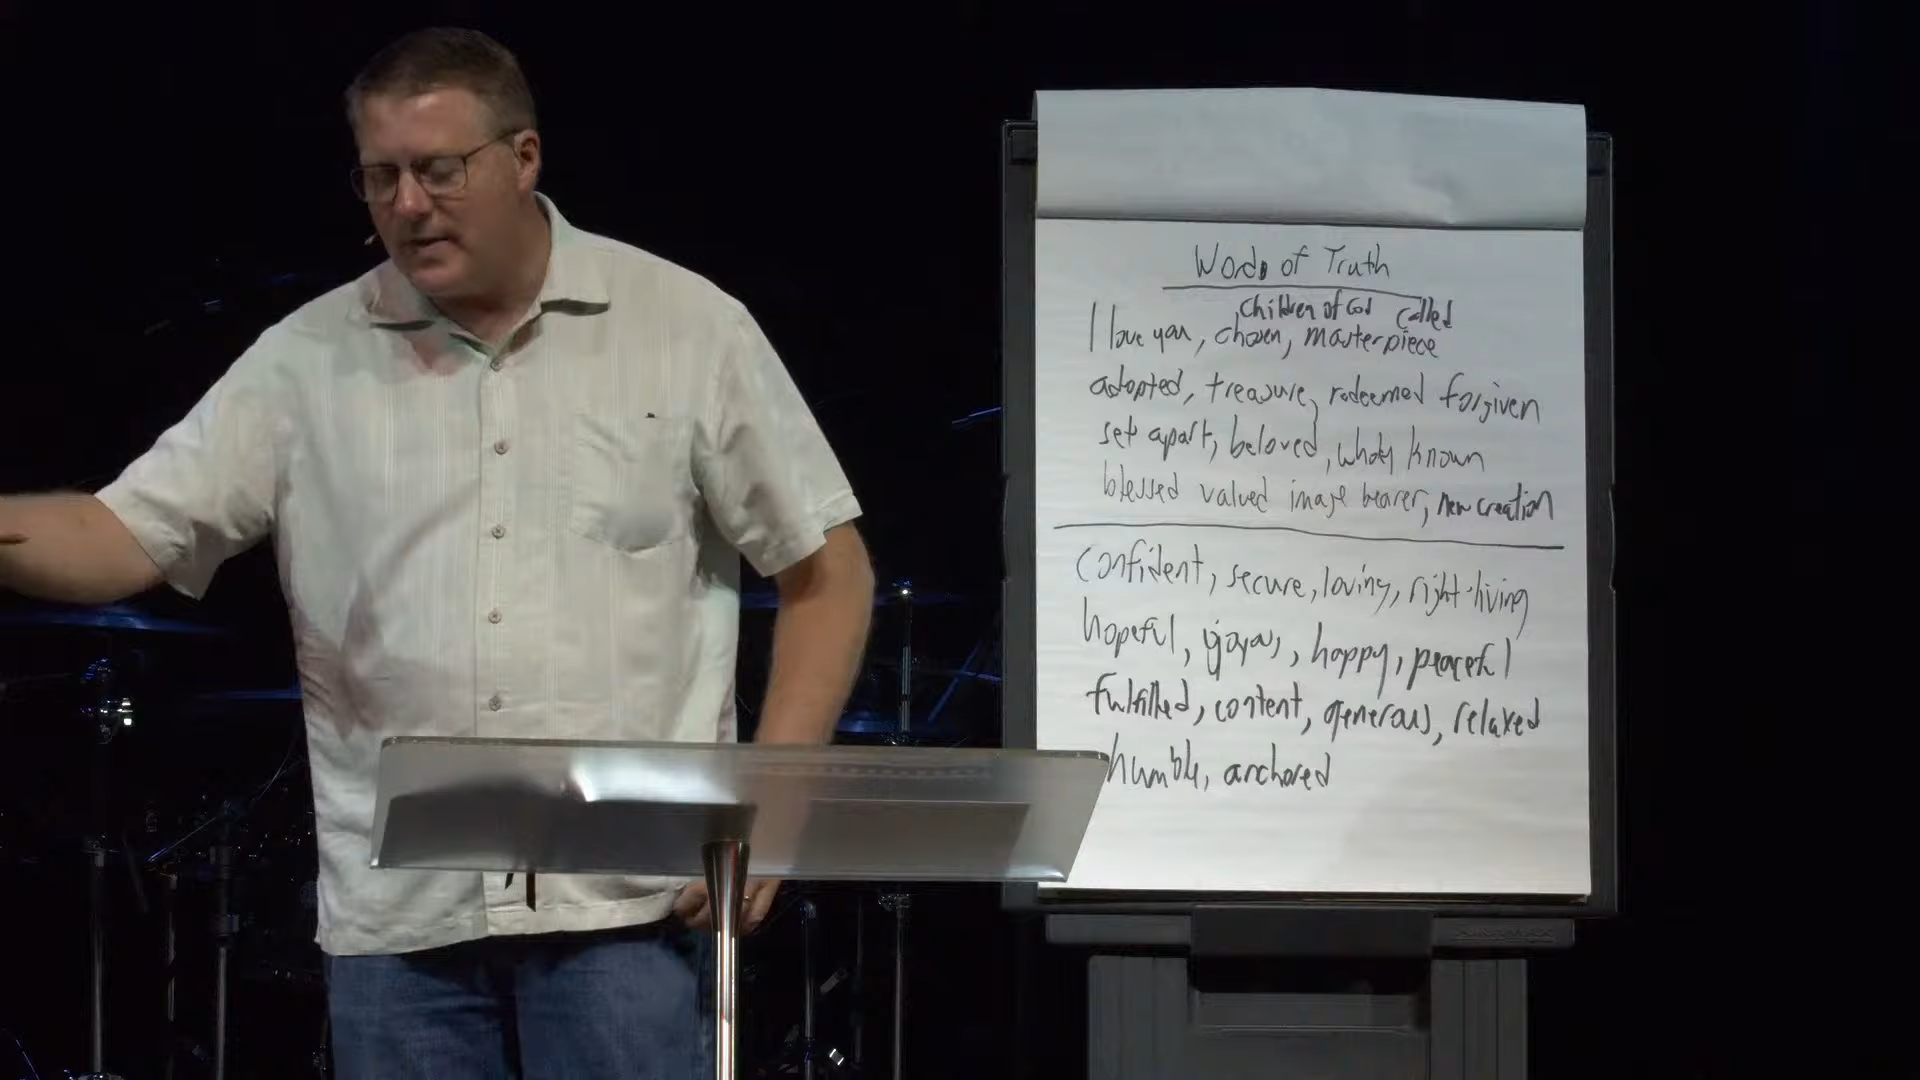 Words of Truth
Children of God called
I love you, chosen, masterpiece
adopted, treasure, redeemed forgiven
set apart, beloved, wholy known
blessed valued image bearer, new creation
confident, secure, loving, right-living
hopeful, joyous, happy, peaceful
fulfilled, content, generous, relaxed
humble, anchored